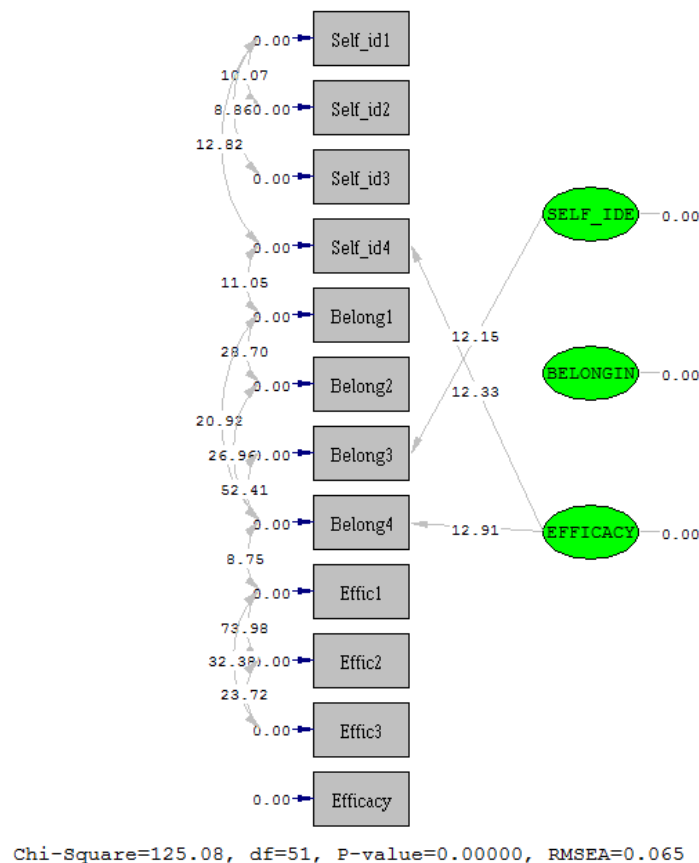 0.00 Self_id1
10.07
8.86 0.00 Self_id2
12.82
0.00 Self_id3
SELF_IDE 0.00
0.00 Self_id4
11.05
0.00 Belong1
12.15
28.70
BELONGIN 0.00
0.00 Belong2
12.33
20.92
26.96 0.00 Belong3
52.41
0.00 Belong4
12.91 EFFICACY 0.00
8.75
0.00 Effic1
73.98
32.38 0.00 Effic2
23.72
0.00 Effic3
0.00 Efficacy
Chi-Square=125.08, df=51, P-value=0.00000, RMSEA=0.065